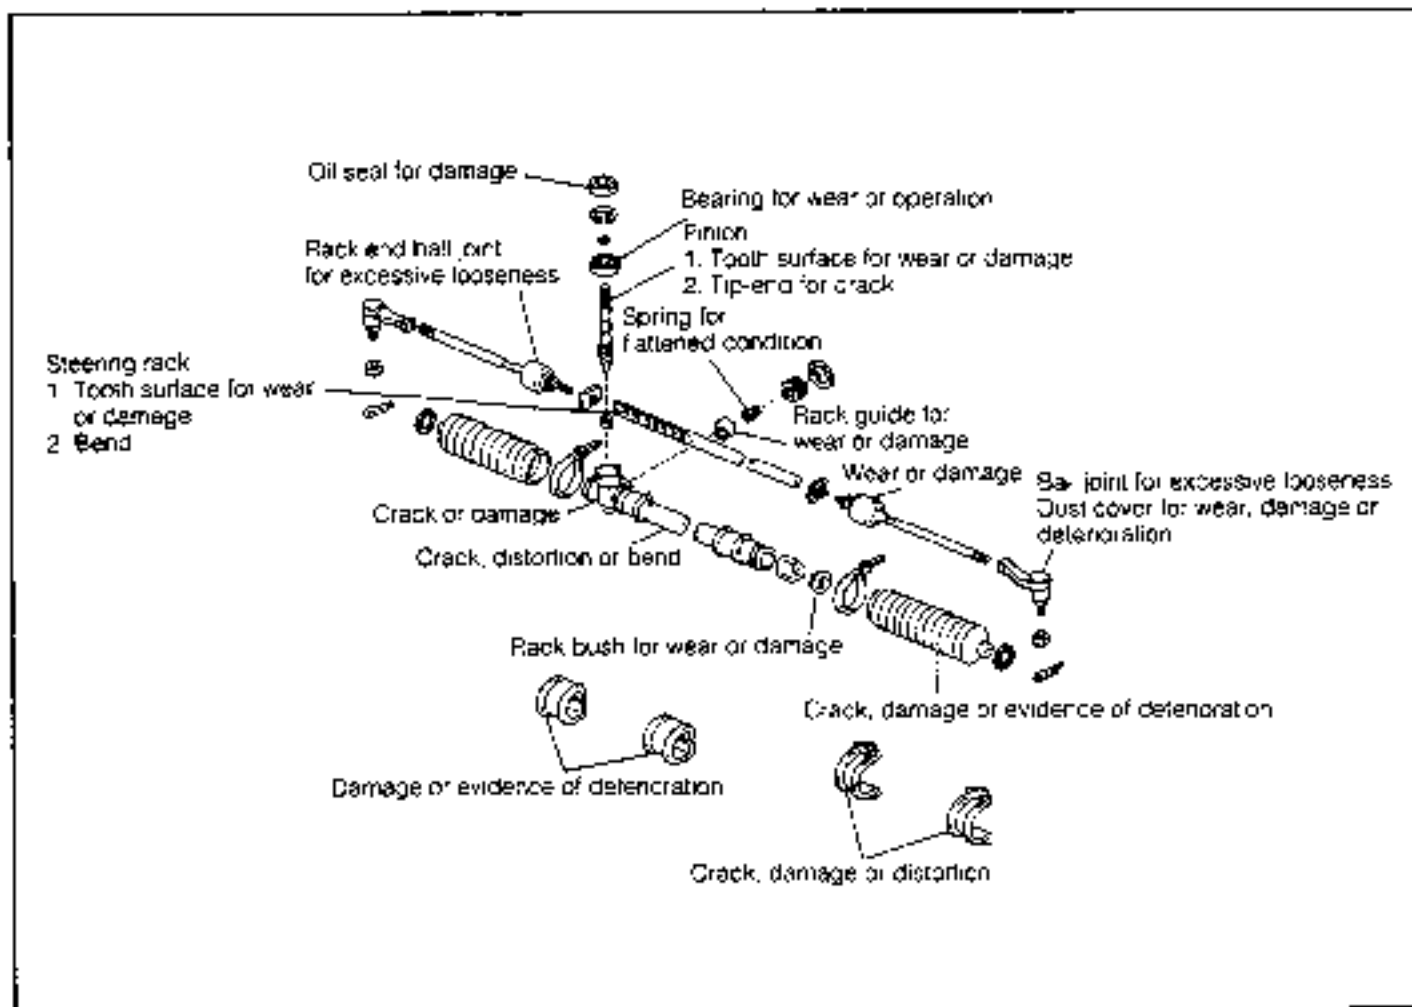 Oil seal for damage
Bearing for wear or operation
Pinion
1. Tooth surface for wear or damage
2. Tip-end for crack
Rack end ball joint
for excessive looseness
Spring for
flattened condition
Steering rack
1 Tooth surface for wear
or damage
2 Bend
Rack guide for
wear or damage
Wear or damage
Ball joint for excessive looseness
Dust cover for wear, damage or
deterioration
Crack or damage
Crack, distortion or bend
Rack bush for wear or damage
Crack, damage or evidence of deterioration
Damage or evidence of deterioration
Crack, damage or distortion